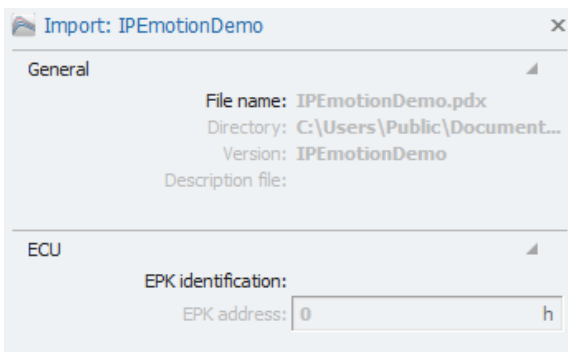 Import: IPEmotionDemo
General
File name: IPEmotionDemo.pdx
Directory: C:\Users\Public\Document...
Version: IPEmotionDemo
Description file:
ECU
EPK identification:
EPK address: 0 h